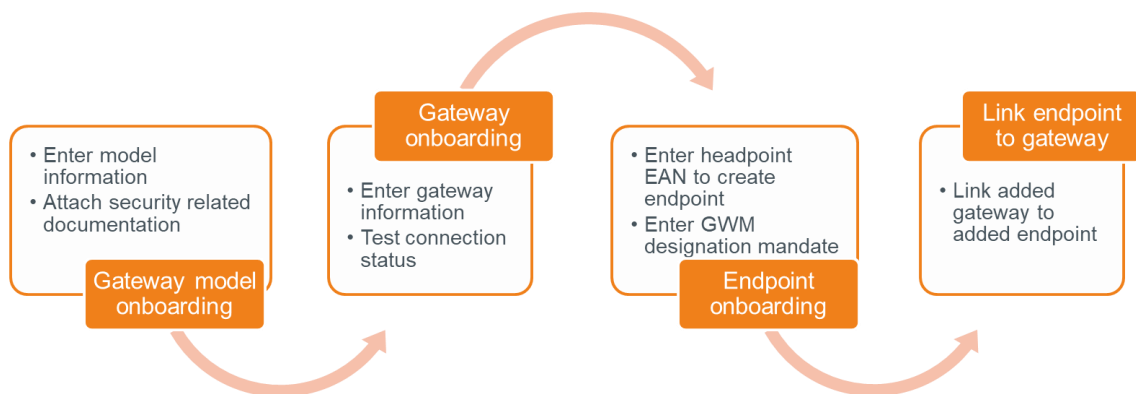 • Enter model
information
• Attach security related
documentation
Gateway model
onboarding
Gateway
onboarding
• Enter gateway
information
• Test connection
status
• Enter headpoint
EAN to create
endpoint
• Enter GWM
designation mandate
Endpoint
onboarding
Link endpoint
to gateway
• Link added
gateway to
added endpoint